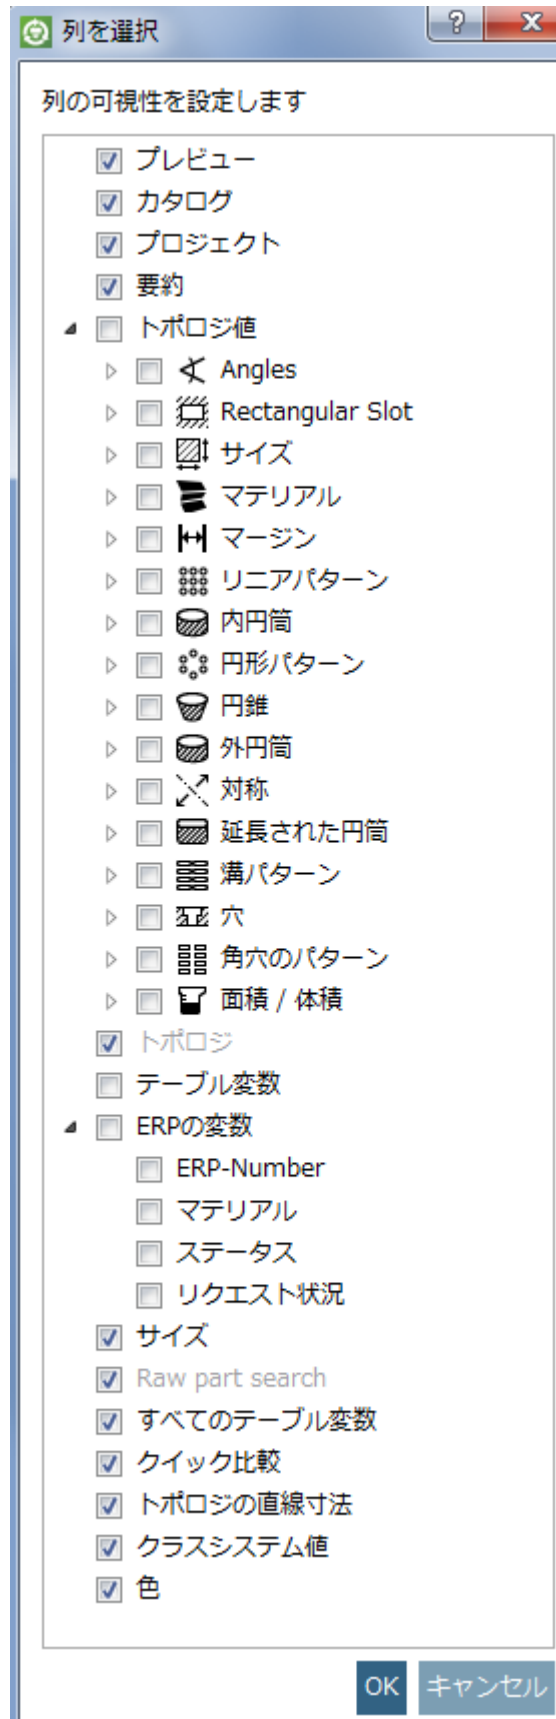 列を選択
?
x
列の可視性を設定します
プレビュー
カタログ
プロジェクト
要約
トポロジ値
Angles
Rectangular Slot
サイズ
マテリアル
マージン
リニアパターン
内円筒
円形パターン
円錐
外円筒
対称
延長された円筒
溝パターン
穴
角穴のパターン
面積 / 体積
トポロジ
テーブル変数
ERPの変数
ERP-Number
マテリアル
ステータス
リクエスト状況
サイズ
Raw part search
すべてのテーブル変数
クイック比較
トポロジの直線寸法
クラスシステム値
色
OK キャンセル